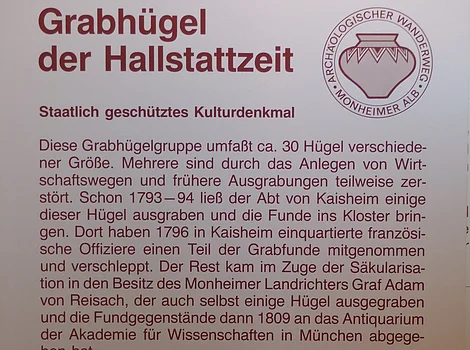 Grabhügel
der Hallstattzeit
ARCHÄOLOGISCHER WANDERWEG
· MONHEIMER ALB ·
Staatlich geschütztes Kulturdenkmal
Diese Grabhügelgruppe umfaßt ca. 30 Hügel verschiede-
ner Größe. Mehrere sind durch das Anlegen von Wirt-
schaftswegen und frühere Ausgrabungen teilweise zer-
stört. Schon 1793—94 ließ der Abt von Kaisheim einige
dieser Hügel ausgraben und die Funde ins Kloster brin-
gen. Dort haben 1796 in Kaisheim einquartierte französi-
sche Offiziere einen Teil der Grabfunde mitgenommen
und verschleppt. Der Rest kam im Zuge der Säkularisa-
tion in den Besitz des Monheimer Landrichters Graf Adam
von Reisach, der auch selbst einige Hügel ausgegraben
und die Fundgegenstände dann 1809 an das Antiquarium
der Akademie für Wissenschaften in München abgege-
ben hat